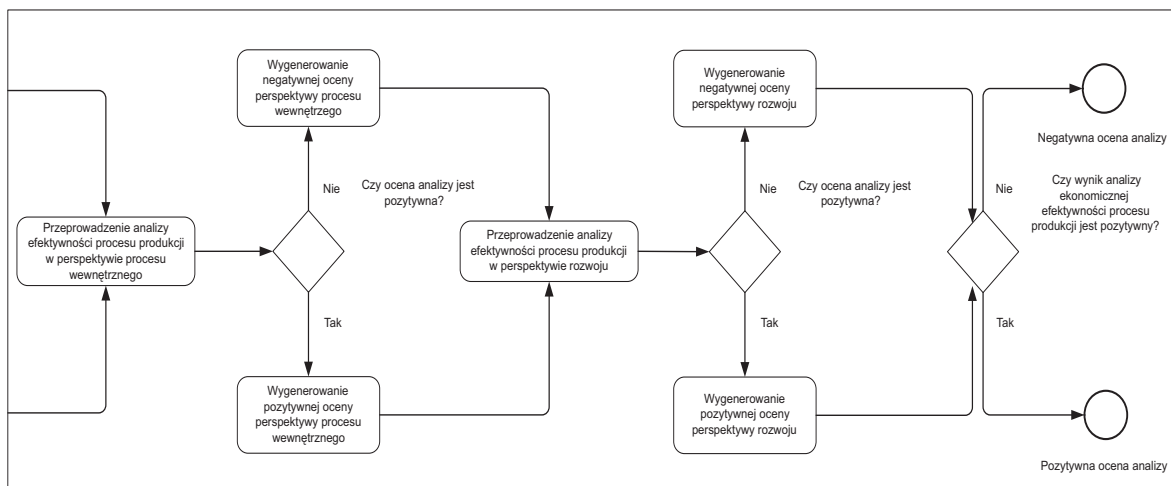 Wygenerowanie
negatywnej oceny
perspektywy procesu
wewnętrzego
Wygenerowanie
negatywnej oceny
perspektywy rozwoju
Negatywna ocena analizy
Nie
Czy ocena analizy jest
pozytywna?
Nie
Czy ocena analizy jest
pozytywna?
Nie
Czy wynik analizy
ekonomicznej
efektywności procesu
produkcji jest pozytywny?
Przeprowadzenie analizy
efektywności procesu produkcji
w perspektywie procesu
wewnętrznego
Przeprowadzenie analizy
efektywności procesu produkcji
w perspektywie rozwoju
Tak
Tak
Tak
Wygenerowanie
pozytywnej oceny
perspektywy procesu
wewnętrznego
Wygenerowanie
pozytywnej oceny
perspektywy rozwoju
Pozytywna ocena analizy